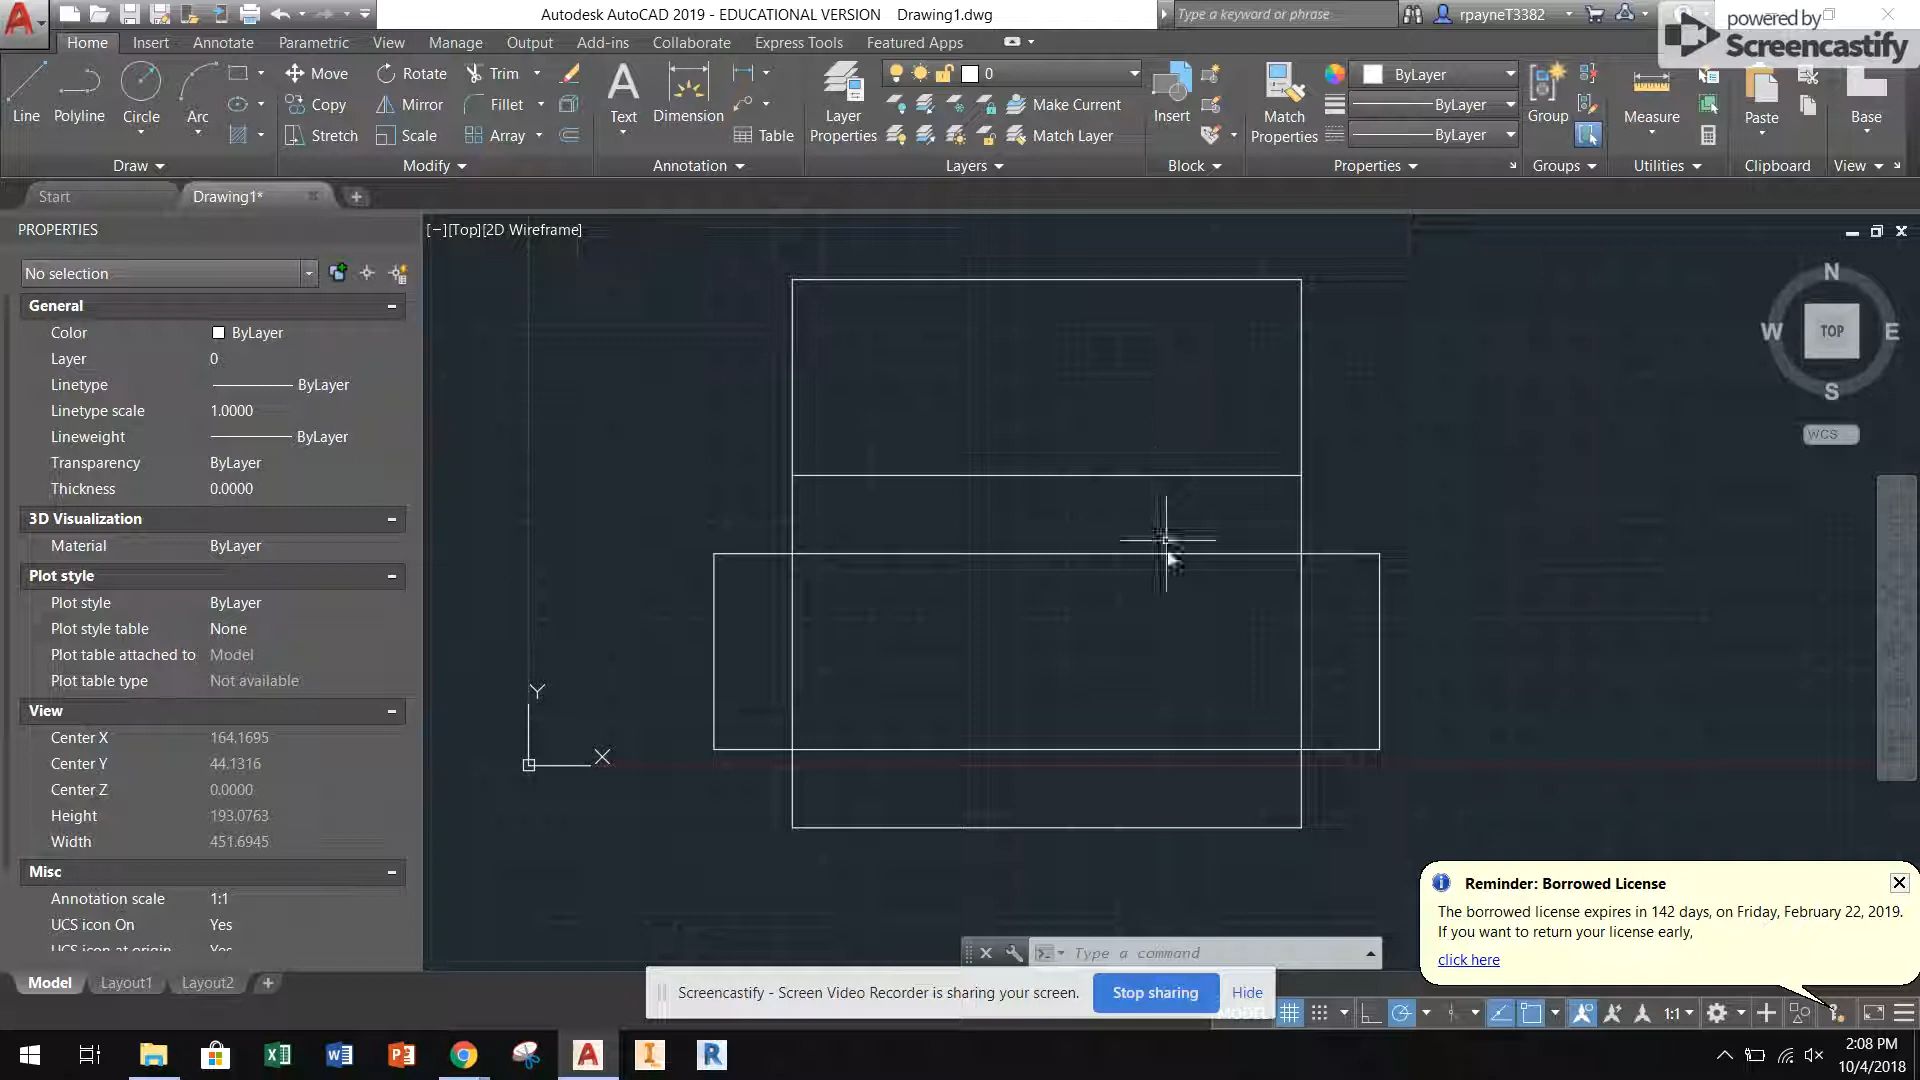 Autodesk AutoCAD 2019 - EDUCATIONAL VERSION Drawing1.dwg
Type a keyword or phrase
rpayneT3382
powered by
Screencastify
Home Insert Annotate Parametric View Manage Output Add-ins Collaborate Express Tools Featured Apps
Line Polyline Circle Arc
Move Rotate Trim
Copy Mirror Fillet
Stretch Scale Array
Text Dimension Table
Layer Properties
0
Make Current
Match Layer
Insert
Match Properties
ByLayer
ByLayer
ByLayer
Group
Measure
Paste
Base
Draw Modify Annotation Layers Block Properties Groups Utilities Clipboard View
Start Drawing1*
PROPERTIES
[−][Top][2D Wireframe]
No selection
General
Color ByLayer
Layer 0
Linetype ByLayer
Linetype scale 1.0000
Lineweight ByLayer
Transparency ByLayer
Thickness 0.0000
3D Visualization
Material ByLayer
Plot style
Plot style ByLayer
Plot style table None
Plot table attached to Model
Plot table type Not available
View
Center X 164.1695
Center Y 44.1316
Center Z 0.0000
Height 193.0763
Width 451.6945
Misc
Annotation scale 1:1
UCS icon On Yes
UCS icon at origin Yes
N
W TOP E
S
WCS
Y
X
Reminder: Borrowed License
The borrowed license expires in 142 days, on Friday, February 22, 2019.
If you want to return your license early,
click here
Type a command
Model Layout1 Layout2
Screencastify - Screen Video Recorder is sharing your screen. Stop sharing Hide
MODEL
1:1
2:08 PM
10/4/2018